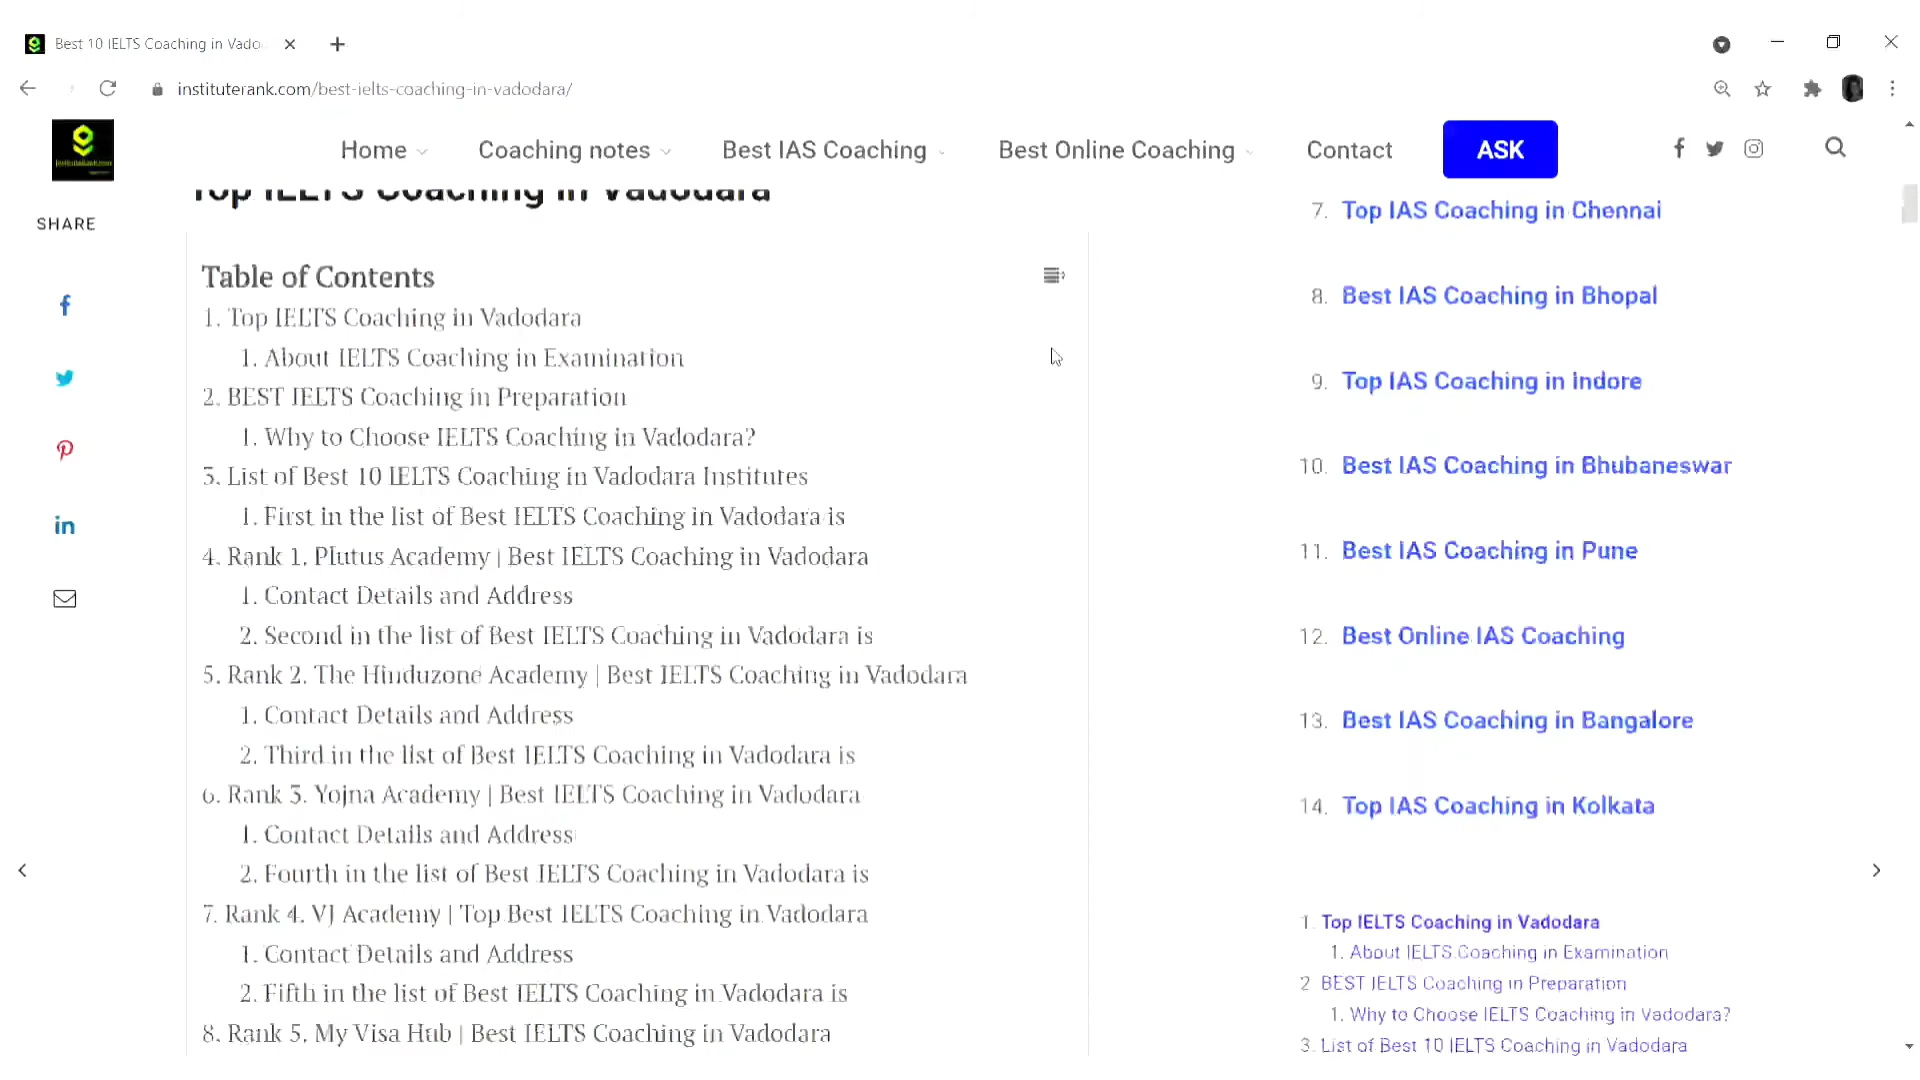 Best 10 IELTS Coaching in Vado
instituterank.com/best-ielts-coaching-in-vadodara/
Home
Coaching notes
Best IAS Coaching
Best Online Coaching
Contact
ASK
SHARE
Top IELTS Coaching in Vadodara
Table of Contents
1. Top IELTS Coaching in Vadodara
1. About IELTS Coaching in Examination
2. BEST IELTS Coaching in Preparation
1. Why to Choose IELTS Coaching in Vadodara?
3. List of Best 10 IELTS Coaching in Vadodara Institutes
1. First in the list of Best IELTS Coaching in Vadodara is
4. Rank 1. Plutus Academy | Best IELTS Coaching in Vadodara
1. Contact Details and Address
2. Second in the list of Best IELTS Coaching in Vadodara is
5. Rank 2. The Hinduzone Academy | Best IELTS Coaching in Vadodara
1. Contact Details and Address
2. Third in the list of Best IELTS Coaching in Vadodara is
6. Rank 3. Yojna Academy | Best IELTS Coaching in Vadodara
1. Contact Details and Address
2. Fourth in the list of Best IELTS Coaching in Vadodara is
7. Rank 4. VJ Academy | Top Best IELTS Coaching in Vadodara
1. Contact Details and Address
2. Fifth in the list of Best IELTS Coaching in Vadodara is
8. Rank 5. My Visa Hub | Best IELTS Coaching in Vadodara
7. Top IAS Coaching in Chennai
8. Best IAS Coaching in Bhopal
9. Top IAS Coaching in Indore
10. Best IAS Coaching in Bhubaneswar
11. Best IAS Coaching in Pune
12. Best Online IAS Coaching
13. Best IAS Coaching in Bangalore
14. Top IAS Coaching in Kolkata
1. Top IELTS Coaching in Vadodara
1. About IELTS Coaching in Examination
2 BEST IELTS Coaching in Preparation
1. Why to Choose IELTS Coaching in Vadodara?
3. List of Best 10 IELTS Coaching in Vadodara